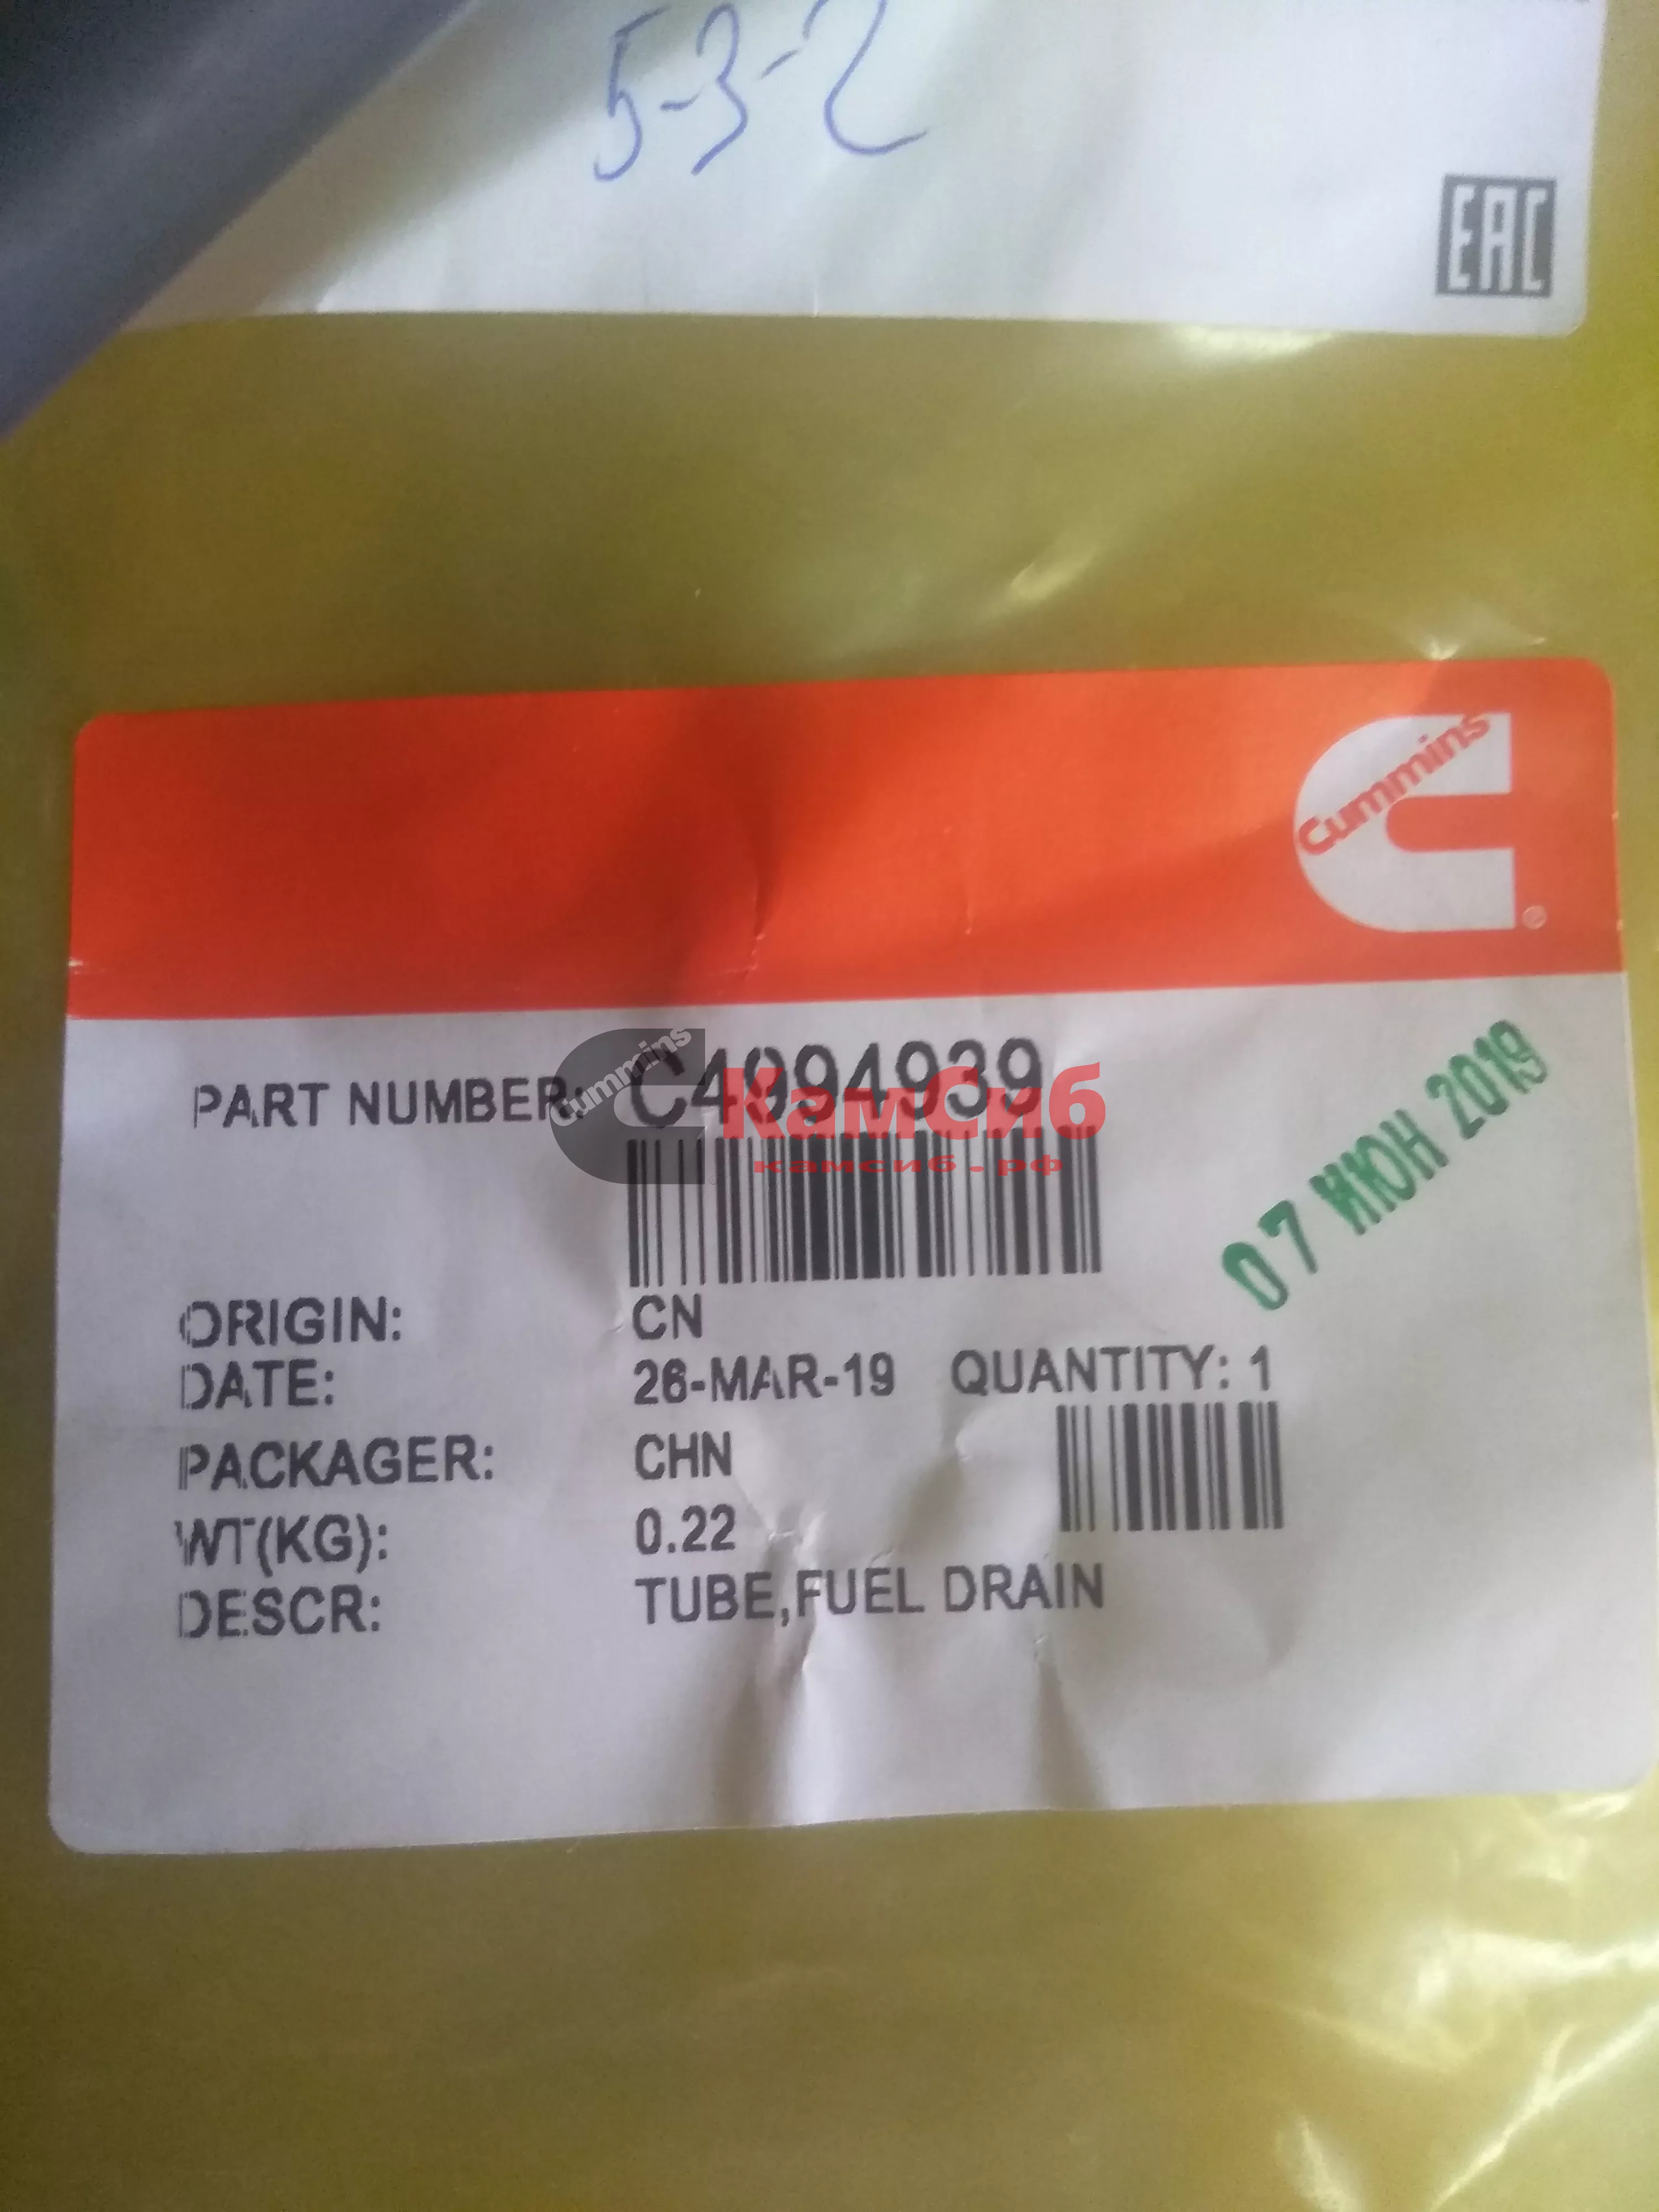 5-3-2
EAC
Cummins
PART NUMBER: C4994939
Cummins
КамСиб
камсиб.рф
07 ИЮН 2019
ORIGIN: CN
DATE: 26-MAR-19 QUANTITY: 1
PACKAGER: CHN
WT(KG): 0.22
DESCR: TUBE,FUEL DRAIN